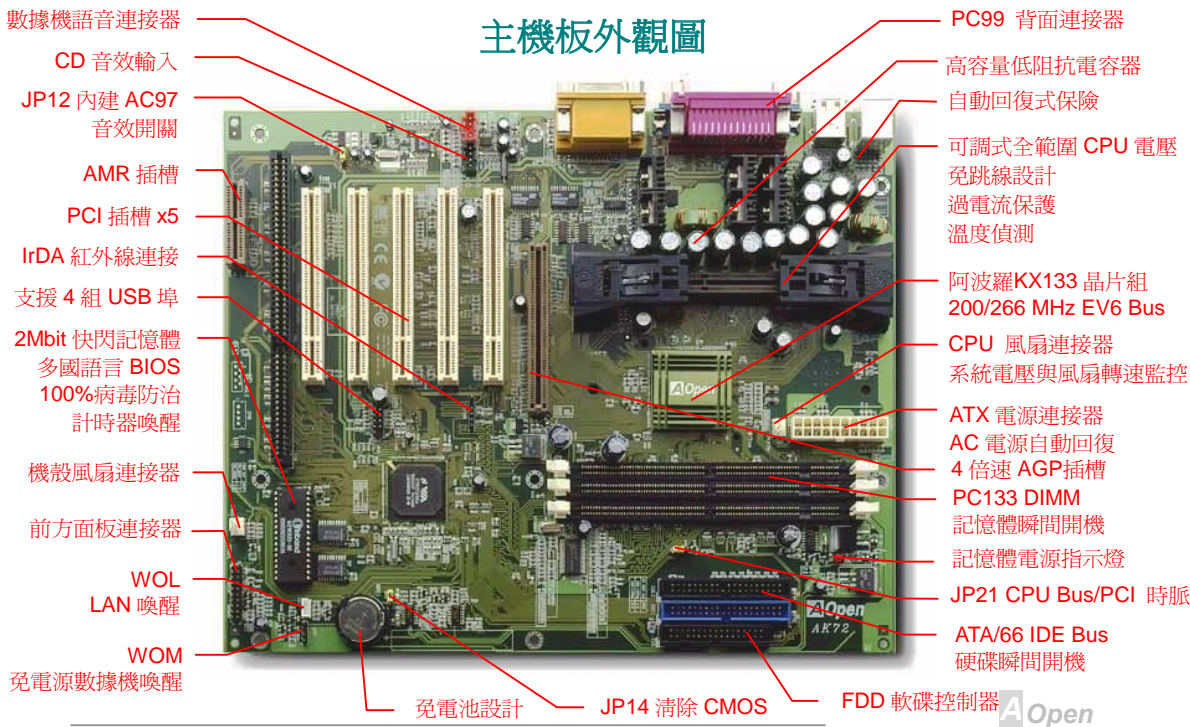 主機板外觀圖
數據機語音連接器
CD 音效輸入
JP12 內建 AC97
音效開關
AMR 插槽
PCI 插槽 x5
IrDA 紅外線連接
支援 4 組 USB 埠
2Mbit 快閃記憶體
多國語言 BIOS
100%病毒防治
計時器喚醒
機殼風扇連接器
前方面板連接器
WOL
LAN 喚醒
WOM
免電源數據機喚醒
免電池設計
JP14 清除 CMOS
FDD 軟碟控制器
PC99 背面連接器
高容量低阻抗電容器
自動回復式保險
可調式全範圍 CPU 電壓
免跳線設計
過電流保護
溫度偵測
阿波羅KX133 晶片組
200/266 MHz EV6 Bus
CPU 風扇連接器
系統電壓與風扇轉速監控
ATX 電源連接器
AC 電源自動回復
4 倍速 AGP插槽
PC133 DIMM
記憶體瞬間開機
記憶體電源指示燈
JP21 CPU Bus/PCI 時脈
ATA/66 IDE Bus
硬碟瞬間開機
AOpen
AOpen
AK72
Winbond
VIA
AOpen